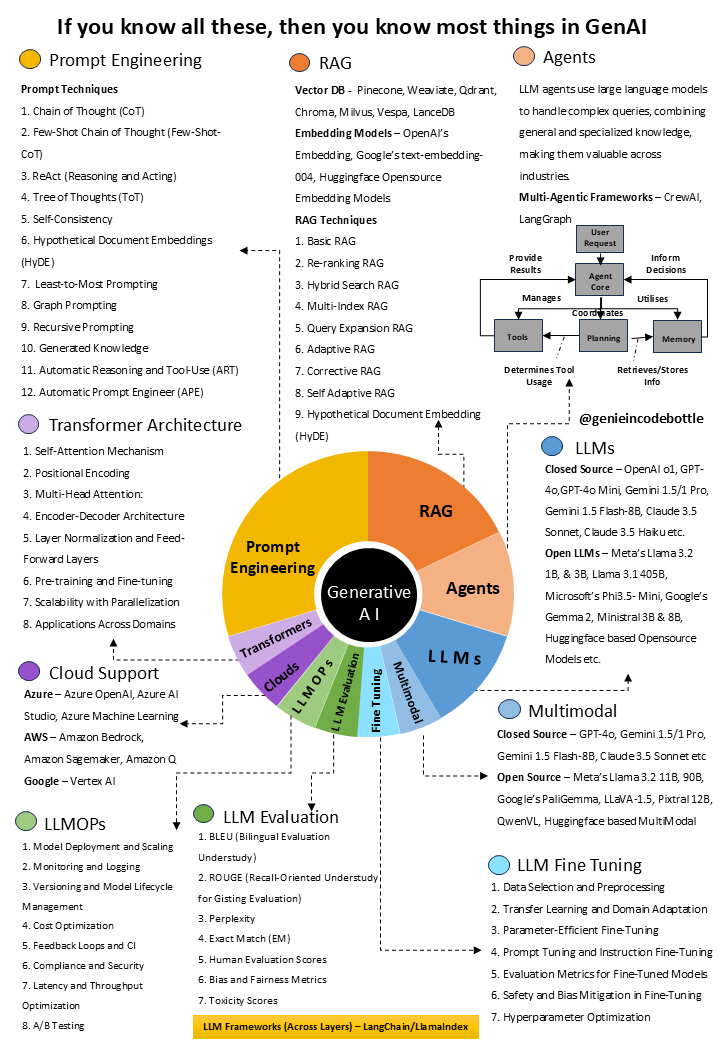 If you know all these, then you know most things in GenAI
Prompt Engineering
Prompt Techniques
1. Chain of Thought (CoT)
2. Few-Shot Chain of Thought (Few-Shot-
CoT)
3. ReAct (Reasoning and Acting)
4. Tree of Thoughts (ToT)
5. Self-Consistency
6. Hypothetical Document Embeddings
(HyDE)
7. Least-to-Most Prompting
8. Graph Prompting
9. Recursive Prompting
10. Generated Knowledge
11. Automatic Reasoning and Tool-Use (ART)
12. Automatic Prompt Engineer (APE)
RAG
Vector DB - Pinecone, Weaviate, Qdrant,
Chroma, Milvus, Vespa, LanceDB
Embedding Models – OpenAI's
Embedding, Google's text-embedding-
004, Huggingface Opensource
Embedding Models
RAG Techniques
1. Basic RAG
2. Re-ranking RAG
3. Hybrid Search RAG
4. Multi-Index RAG
5. Query Expansion RAG
6. Adaptive RAG
7. Corrective RAG
8. Self Adaptive RAG
9. Hypothetical Document Embedding
(HyDE)
Agents
LLM agents use large language models
to handle complex queries, combining
general and specialized knowledge,
making them valuable across
industries.
Multi-Agentic Frameworks – CrewAI,
LangGraph
User
Request
Provide
Results
Inform
Decisions
Agent
Core
Manages
Utilises
Coordinates
Tools
Planning
Memory
Determines Tool
Usage
Retrieves/Stores
Info
@genieincodebottle
Transformer Architecture
1. Self-Attention Mechanism
2. Positional Encoding
3. Multi-Head Attention:
4. Encoder-Decoder Architecture
5. Layer Normalization and Feed-
Forward Layers
6. Pre-training and Fine-tuning
7. Scalability with Parallelization
8. Applications Across Domains
LLMs
Closed Source – OpenAI o1, GPT-
4o,GPT-4o Mini, Gemini 1.5/1 Pro,
Gemini 1.5 Flash-8B, Claude 3.5
Sonnet, Claude 3.5 Haiku etc.
Open LLMs – Meta's Llama 3.2
1B, & 3B, Llama 3.1 405B,
Microsoft's Phi3.5- Mini, Google's
Gemma 2, Ministral 3B & 8B,
Huggingface based Opensource
Models etc.
Prompt
Engineering
RAG
Agents
LLMs
Multimodal
Fine Tuning
LLM Evaluation
LLMOPs
Clouds
Transformers
Generative
A I
Cloud Support
Azure – Azure OpenAI, Azure AI
Studio, Azure Machine Learning
AWS – Amazon Bedrock,
Amazon Sagemaker, Amazon Q
Google – Vertex AI
Multimodal
Closed Source – GPT-4o, Gemini 1.5/1 Pro,
Gemini 1.5 Flash-8B, Claude 3.5 Sonnet etc
Open Source – Meta's Llama 3.2 11B, 90B,
Google's PaliGemma, LLaVA-1.5, Pixtral 12B,
QwenVL, Huggingface based MultiModal
LLMOPs
1. Model Deployment and Scaling
2. Monitoring and Logging
3. Versioning and Model Lifecycle
Management
4. Cost Optimization
5. Feedback Loops and CI
6. Compliance and Security
7. Latency and Throughput
Optimization
8. A/B Testing
LLM Evaluation
1. BLEU (Bilingual Evaluation
Understudy)
2. ROUGE (Recall-Oriented Understudy
for Gisting Evaluation)
3. Perplexity
4. Exact Match (EM)
5. Human Evaluation Scores
6. Bias and Fairness Metrics
7. Toxicity Scores
LLM Fine Tuning
1. Data Selection and Preprocessing
2. Transfer Learning and Domain Adaptation
3. Parameter-Efficient Fine-Tuning
4. Prompt Tuning and Instruction Fine-Tuning
5. Evaluation Metrics for Fine-Tuned Models
6. Safety and Bias Mitigation in Fine-Tuning
7. Hyperparameter Optimization
LLM Frameworks (Across Layers) – LangChain/LlamaIndex